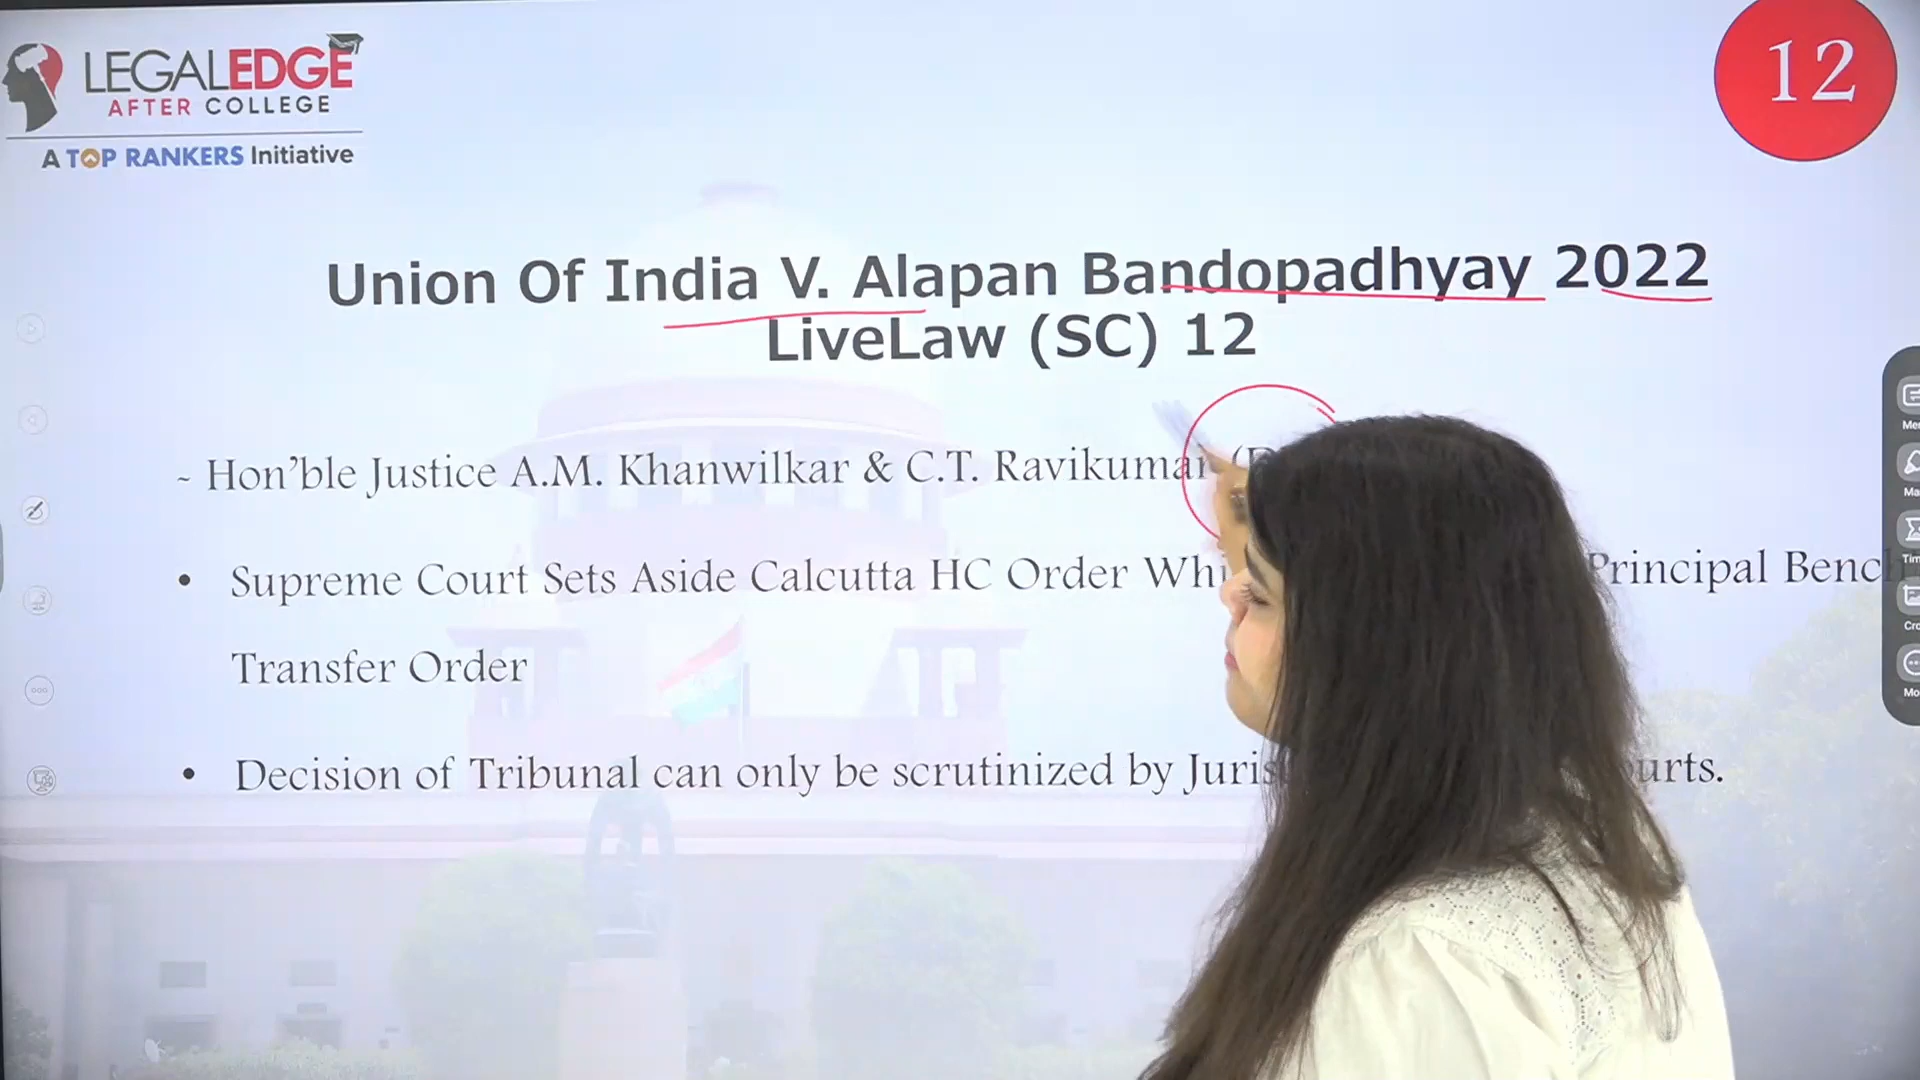 LEGALEDGE
AFTER COLLEGE
A TOP RANKERS Initiative
12
Union Of India V. Alapan Bandopadhyay 2022
LiveLaw (SC) 12
- Hon'ble Justice A.M. Khanwilkar & C.T. Ravikumar
• Supreme Court Sets Aside Calcutta HC Order Principal
Transfer Order
• Decision of Tribunal can only be scrutinized by